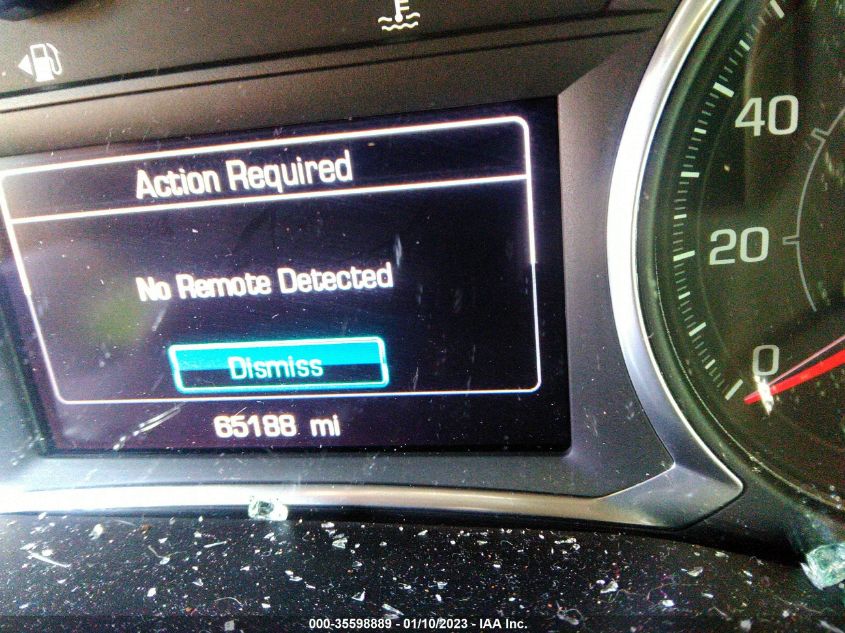 F
40
Action Required
20
No Remote Detected
0
Dismiss
65188 mi
000-35598889 - 01/10/2023 - IAA Inc.